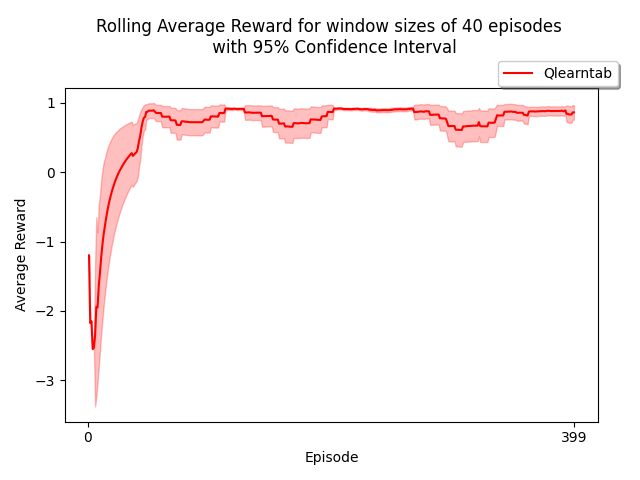 Rolling Average Reward for window sizes of 40 episodes
with 95% Confidence Interval
Qlearntab
1
0
−1
−2
−3
Average Reward
0
399
Episode